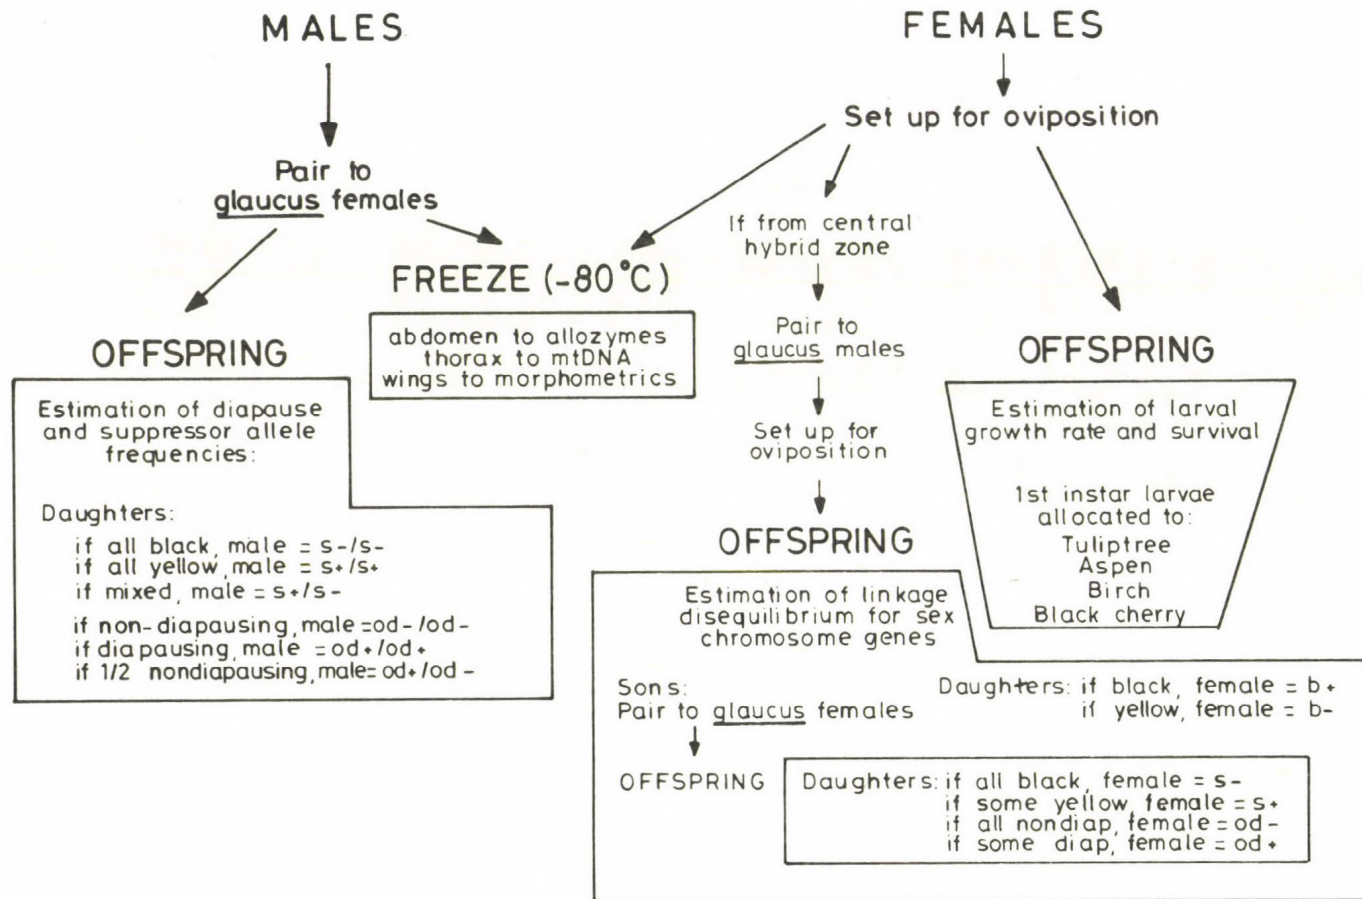 MALES
Pair to
glaucus females
OFFSPRING
Estimation of diapause
and suppressor allele
frequencies:
Daughters:
if all black, male = s-/s-
if all yellow, male = s+/s+
if mixed, male = s+/s-
if non-diapausing, male =od-/od-
if diapausing, male = od+/od+
if 1/2 nondiapausing, male= od+/od-
FREEZE (-80°C)
abdomen to allozymes
thorax to mtDNA
wings to morphometrics
FEMALES
Set up for oviposition
If from central
hybrid zone
Pair to
glaucus males
Set up for
oviposition
OFFSPRING
Estimation of linkage
disequilibrium for sex
chromosome genes
Sons:
Pair to glaucus females
OFFSPRING
Daughters: if black, female = b+
if yellow, female = b-
Daughters: if all black, female = s-
if some yellow, female = s+
if all nondiap, female = od-
if some diap, female = od+
OFFSPRING
Estimation of larval
growth rate and survival
1st instar larvae
allocated to:
Tuliptree
Aspen
Birch
Black cherry